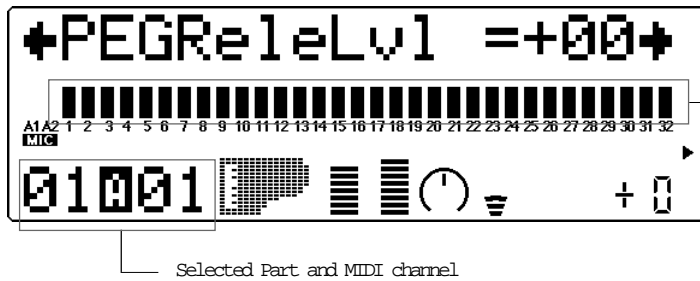 ←PEGReleLvl =+00→
A1 A2 1 2 3 4 5 6 7 8 9 10 11 12 13 14 15 16 17 18 19 20 21 22 23 24 25 26 27 28 29 30 31 32
MIC
01A01 + 0
Selected Part and MIDI channel